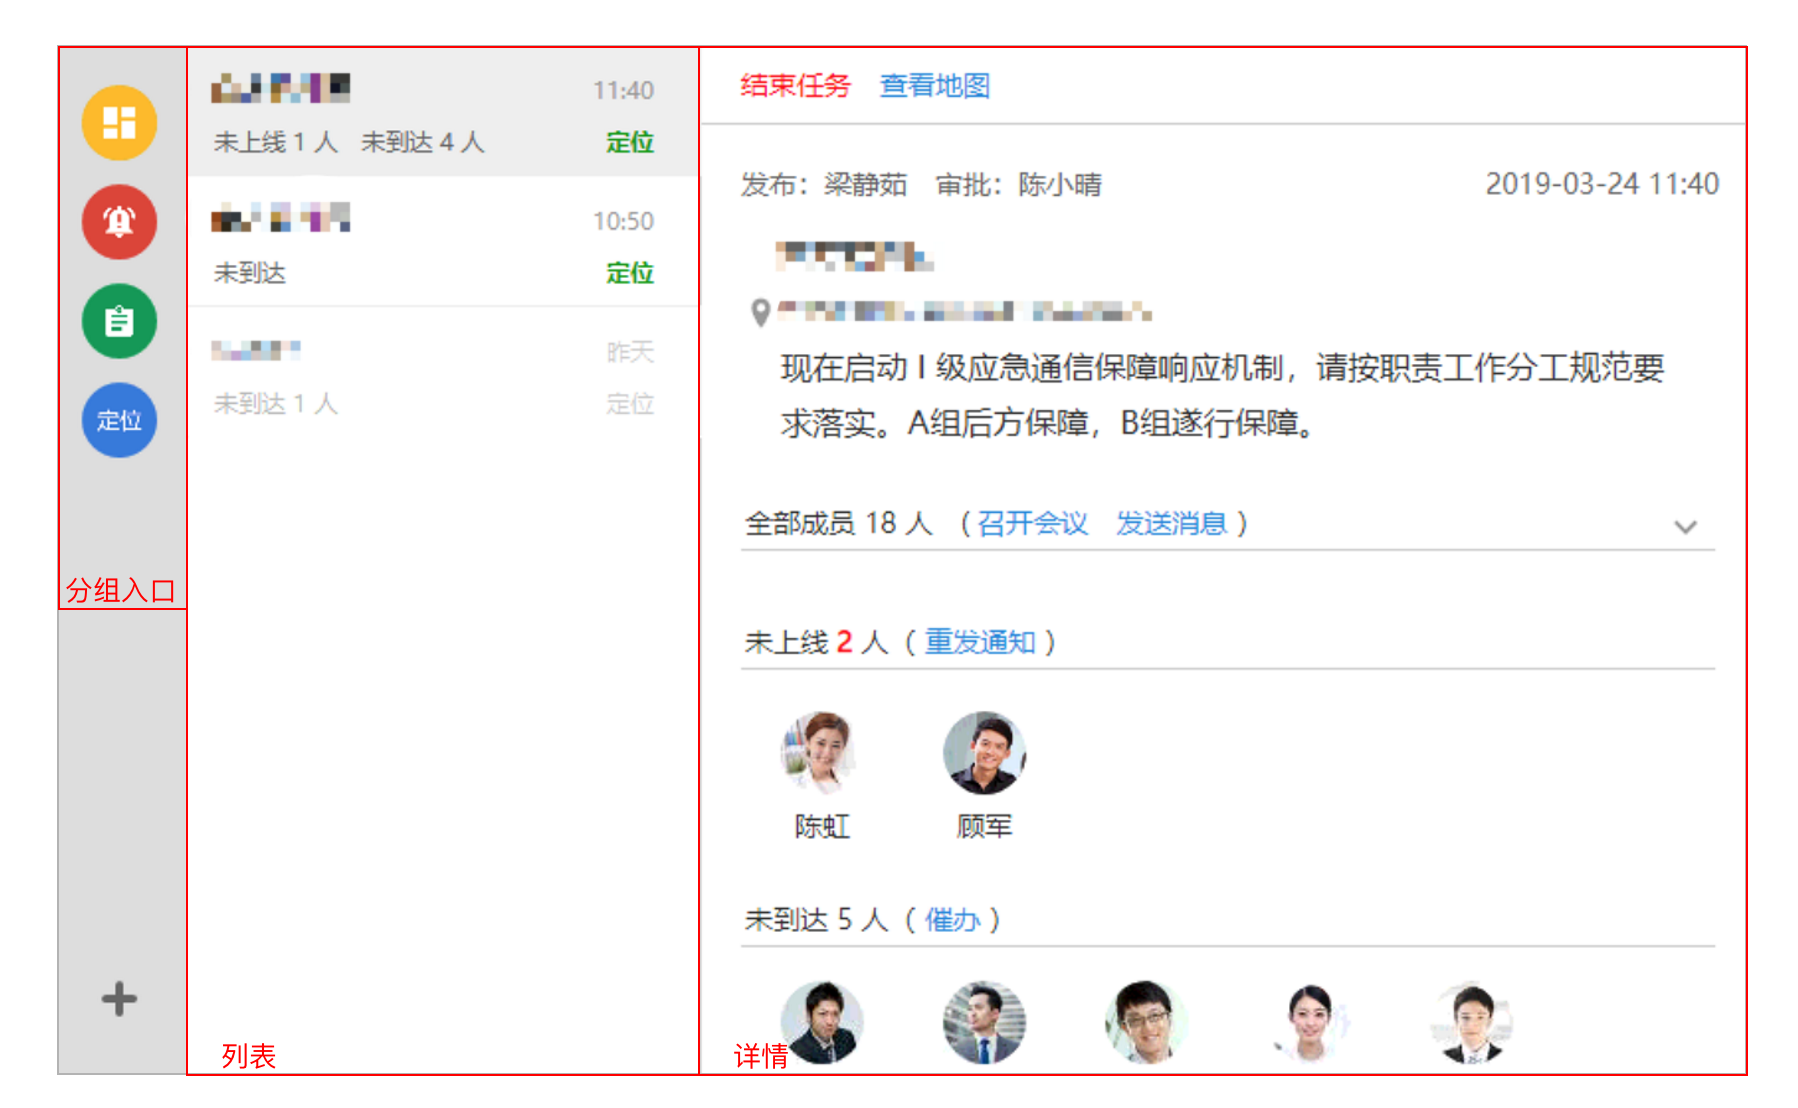 定位
分组入口
11:40
未上线 1 人 未到达 4 人 定位
10:50
未到达 定位
昨天
未到达 1 人 定位
列表
结束任务 查看地图
发布：梁静茹 审批：陈小晴 2019-03-24 11:40
现在启动 I 级应急通信保障响应机制，请按职责工作分工规范要
求落实。A组后方保障，B组遂行保障。
全部成员 18 人 （召开会议 发送消息）
未上线 2 人（重发通知）
陈虹 顾军
未到达 5 人（催办）
详情